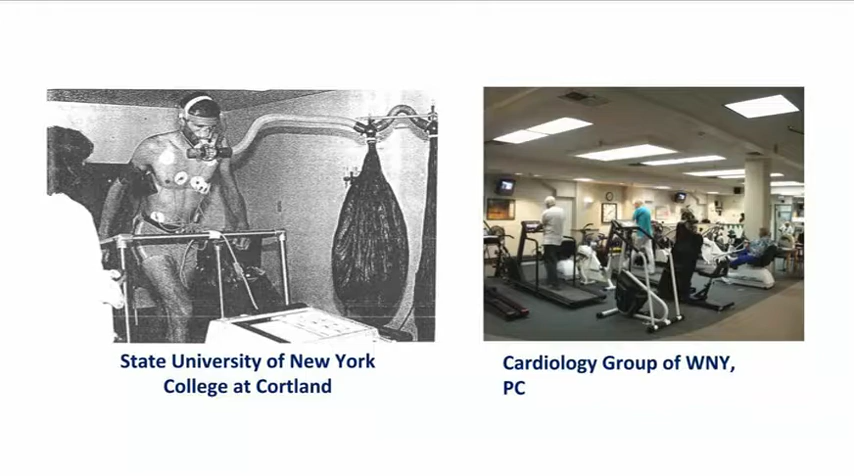 State University of New York
College at Cortland
Cardiology Group of WNY,
PC